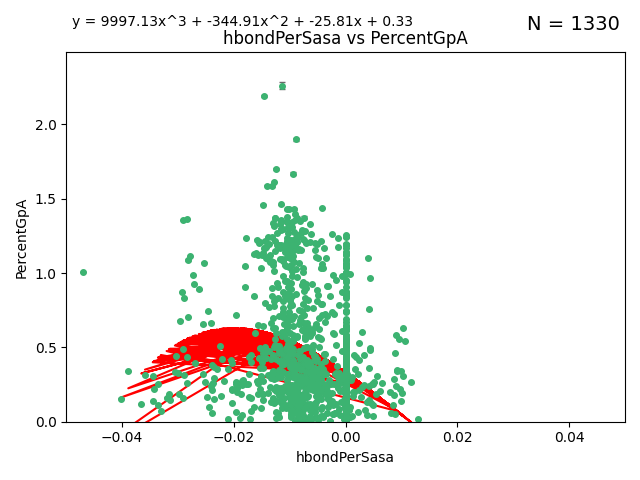 y = 9997.13x^3 + -344.91x^2 + -25.81x + 0.33
N = 1330
hbondPerSasa vs PercentGpA
PercentGpA
2.0
1.5
1.0
0.5
0.0
−0.04 −0.02 0.00 0.02 0.04
hbondPerSasa